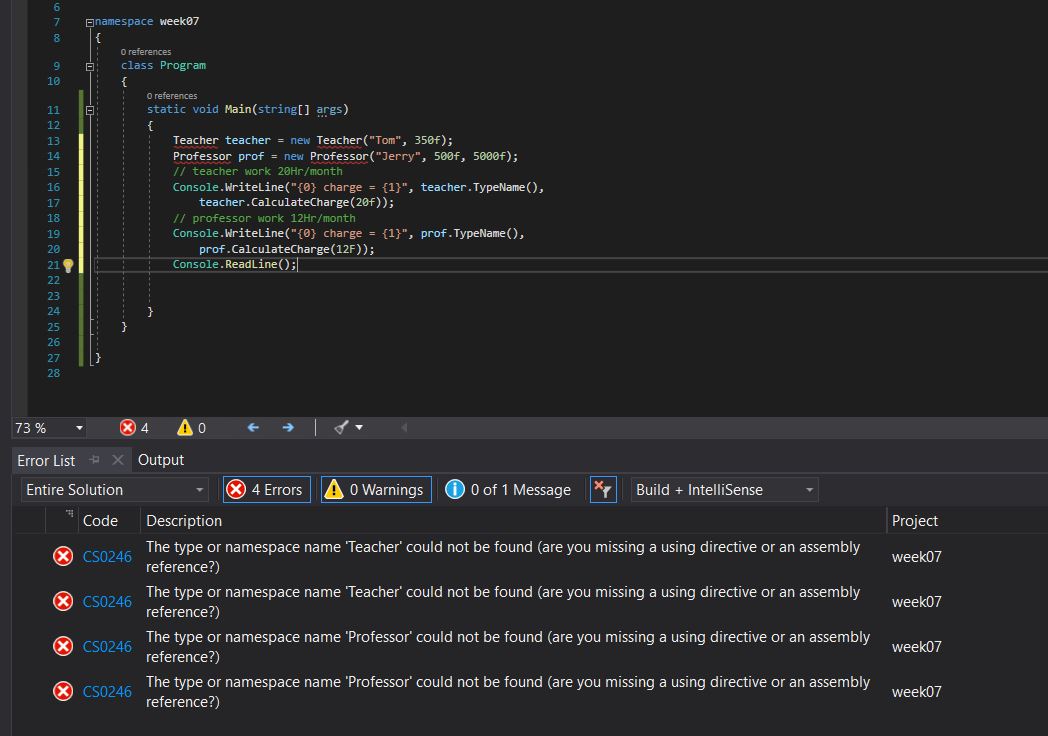 6
7 namespace week07
8 {
0 references
9 class Program
10 {
0 references
11 static void Main(string[] args)
12 {
13 Teacher teacher = new Teacher("Tom", 350f);
14 Professor prof = new Professor("Jerry", 500f, 5000f);
15 // teacher work 20Hr/month
16 Console.WriteLine("{0} charge = {1}", teacher.TypeName(),
17 teacher.CalculateCharge(20f));
18 // professor work 12Hr/month
19 Console.WriteLine("{0} charge = {1}", prof.TypeName(),
20 prof.CalculateCharge(12F));
21 Console.ReadLine();
22
23
24 }
25 }
26
27 }
28
73 % 4 0
Error List Output
Entire Solution 4 Errors 0 Warnings 0 of 1 Message Build + IntelliSense
Code Description Project
CS0246 The type or namespace name 'Teacher' could not be found (are you missing a using directive or an assembly week07
reference?)
CS0246 The type or namespace name 'Teacher' could not be found (are you missing a using directive or an assembly week07
reference?)
CS0246 The type or namespace name 'Professor' could not be found (are you missing a using directive or an assembly week07
reference?)
CS0246 The type or namespace name 'Professor' could not be found (are you missing a using directive or an assembly week07
reference?)